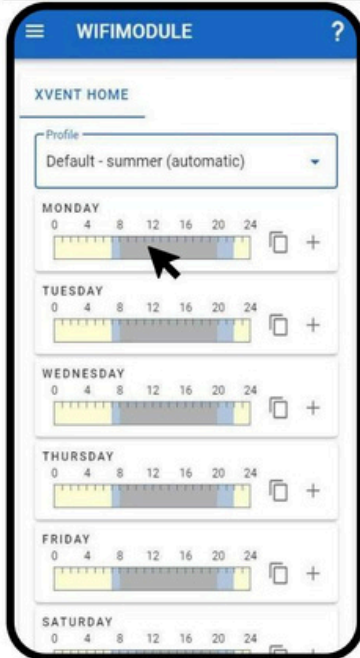 WIFIMODULE ?
XVENT HOME
Profile
Default - summer (automatic)
MONDAY
0 4 8 12 16 20 24
TUESDAY
0 4 8 12 16 20 24
WEDNESDAY
0 4 8 12 16 20 24
THURSDAY
0 4 8 12 16 20 24
FRIDAY
0 4 8 12 16 20 24
SATURDAY
0 4 8 12 16 20 24